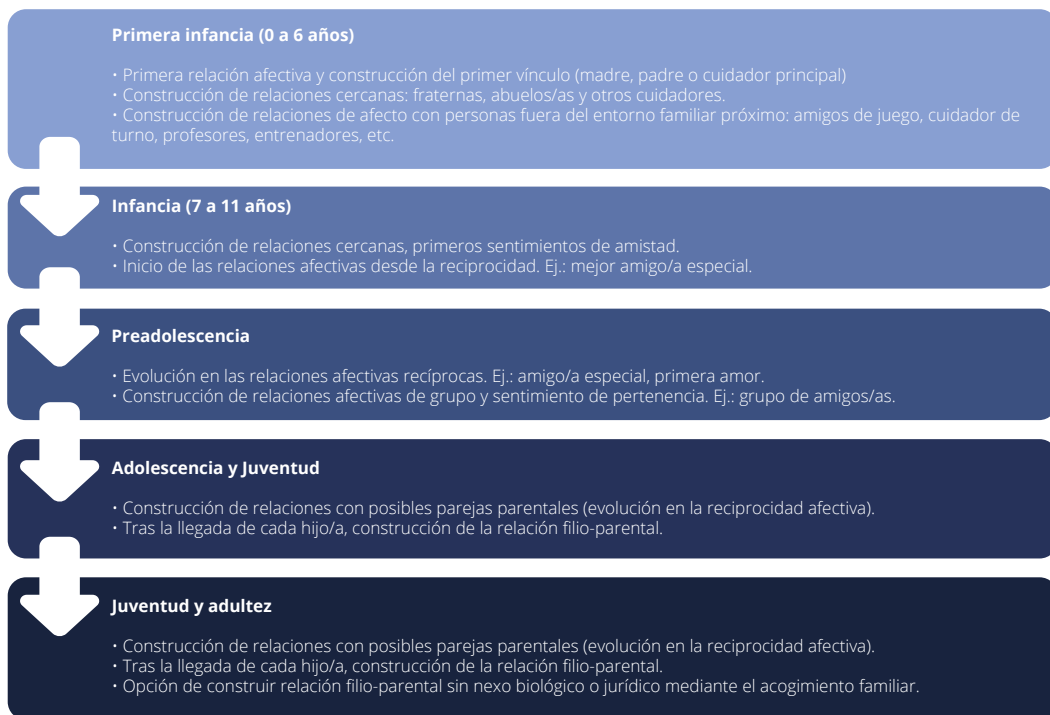 Primera infancia (0 a 6 años)
• Primera relación afectiva y construcción del primer vínculo (madre, padre o cuidador principal)
• Construcción de relaciones cercanas: fraternas, abuelos/as y otros cuidadores.
• Construcción de relaciones de afecto con personas fuera del entorno familiar próximo: amigos de juego, cuidador de
turno, profesores, entrenadores, etc.
Infancia (7 a 11 años)
• Construcción de relaciones cercanas, primeros sentimientos de amistad.
• Inicio de las relaciones afectivas desde la reciprocidad. Ej.: mejor amigo/a especial.
Preadolescencia
• Evolución en las relaciones afectivas recíprocas. Ej.: amigo/a especial, primera amor.
• Construcción de relaciones afectivas de grupo y sentimiento de pertenencia. Ej.: grupo de amigos/as.
Adolescencia y Juventud
• Construcción de relaciones con posibles parejas parentales (evolución en la reciprocidad afectiva).
• Tras la llegada de cada hijo/a, construcción de la relación filio-parental.
Juventud y adultez
• Construcción de relaciones con posibles parejas parentales (evolución en la reciprocidad afectiva).
• Tras la llegada de cada hijo/a, construcción de la relación filio-parental.
• Opción de construir relación filio-parental sin nexo biológico o jurídico mediante el acogimiento familiar.